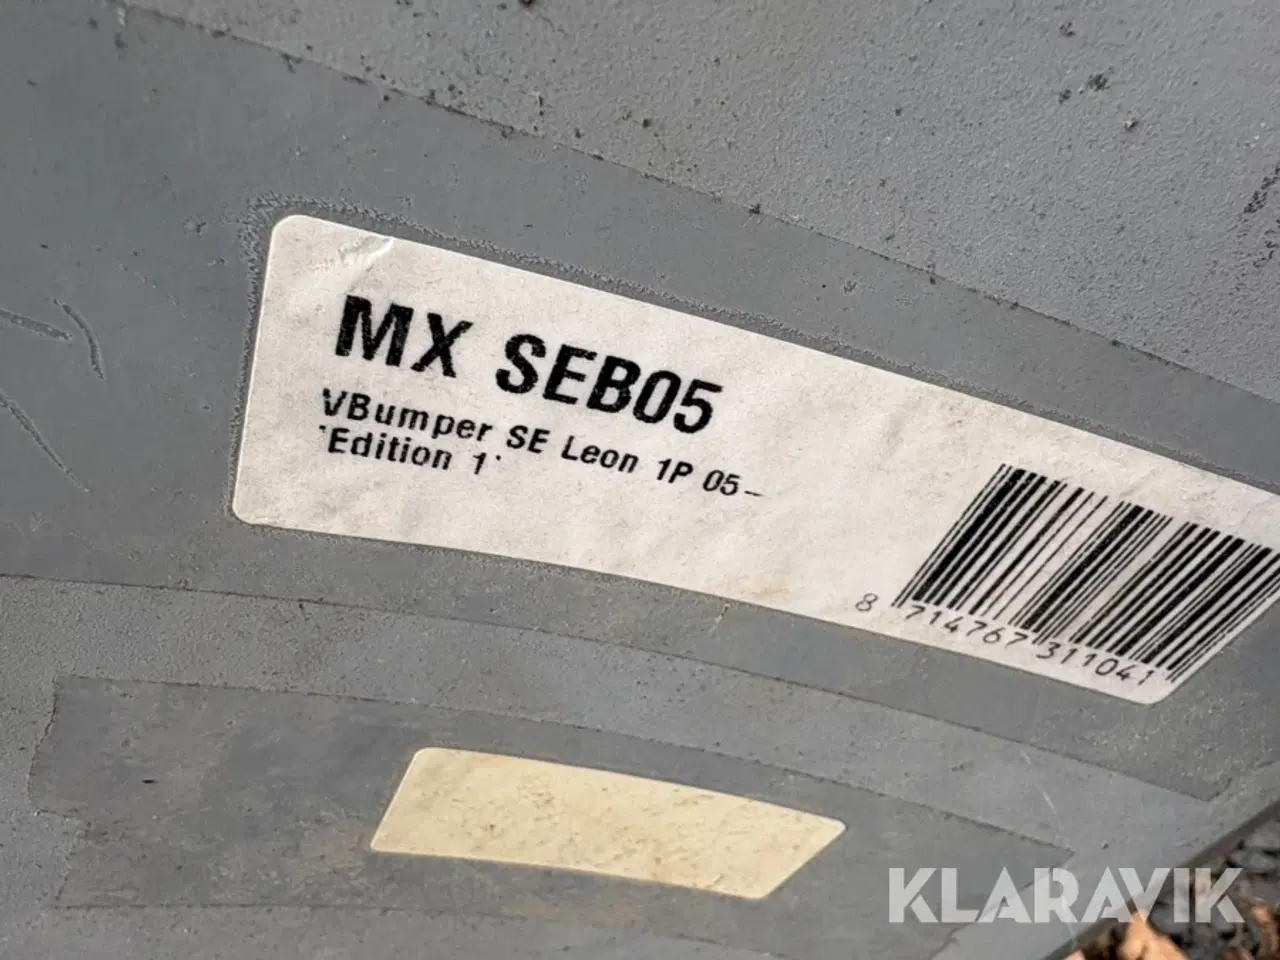 MX SEB05
VBumper SE Leon 1P 05-
'Edition 1'
8 714767 311041
KLARAVIK